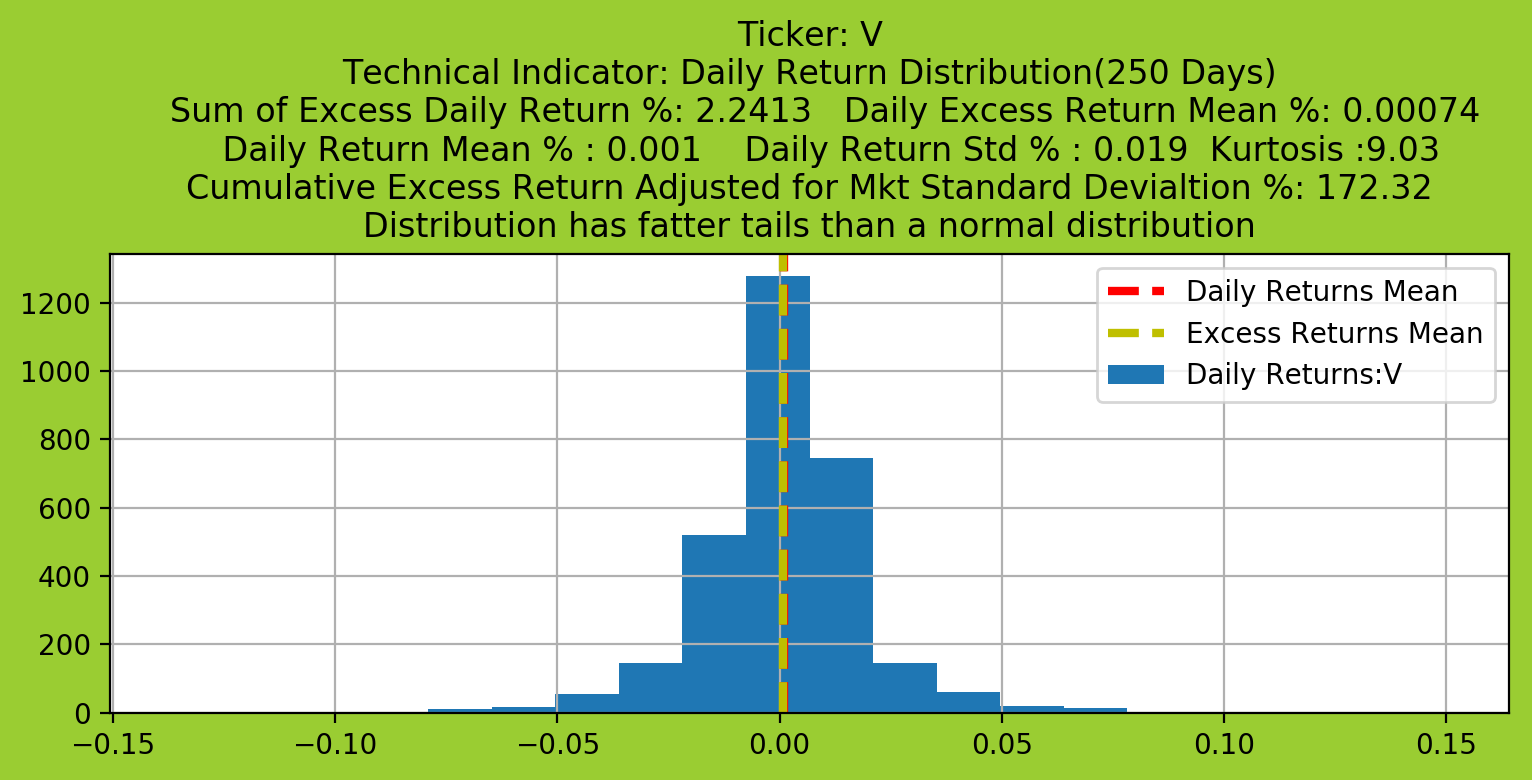 Ticker: V
Technical Indicator: Daily Return Distribution(250 Days)
Sum of Excess Daily Return %: 2.2413   Daily Excess Return Mean %: 0.00074
Daily Return Mean % : 0.001    Daily Return Std % : 0.019  Kurtosis :9.03
Cumulative Excess Return Adjusted for Mkt Standard Devialtion %: 172.32
Distribution has fatter tails than a normal distribution
Daily Returns Mean
Excess Returns Mean
Daily Returns:V
1200
1000
800
600
400
200
0
−0.15 −0.10 −0.05 0.00 0.05 0.10 0.15